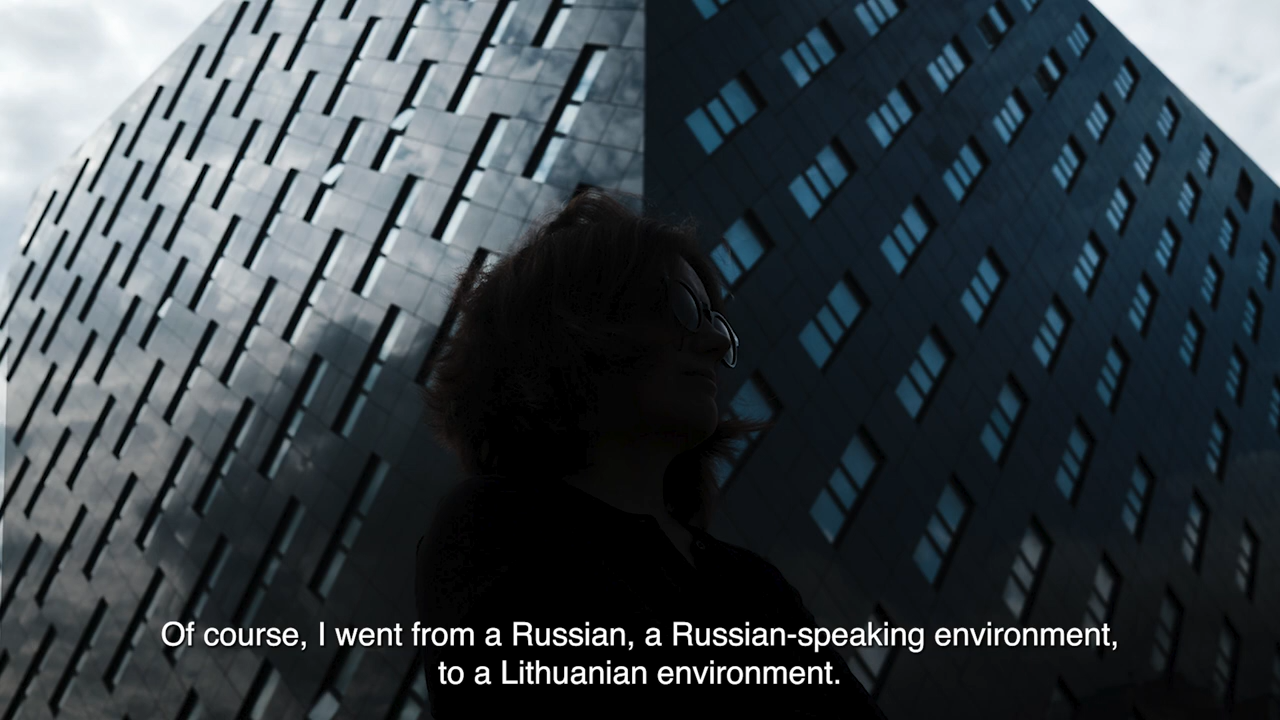 Of course, I went from a Russian, a Russian-speaking environment,
to a Lithuanian environment.